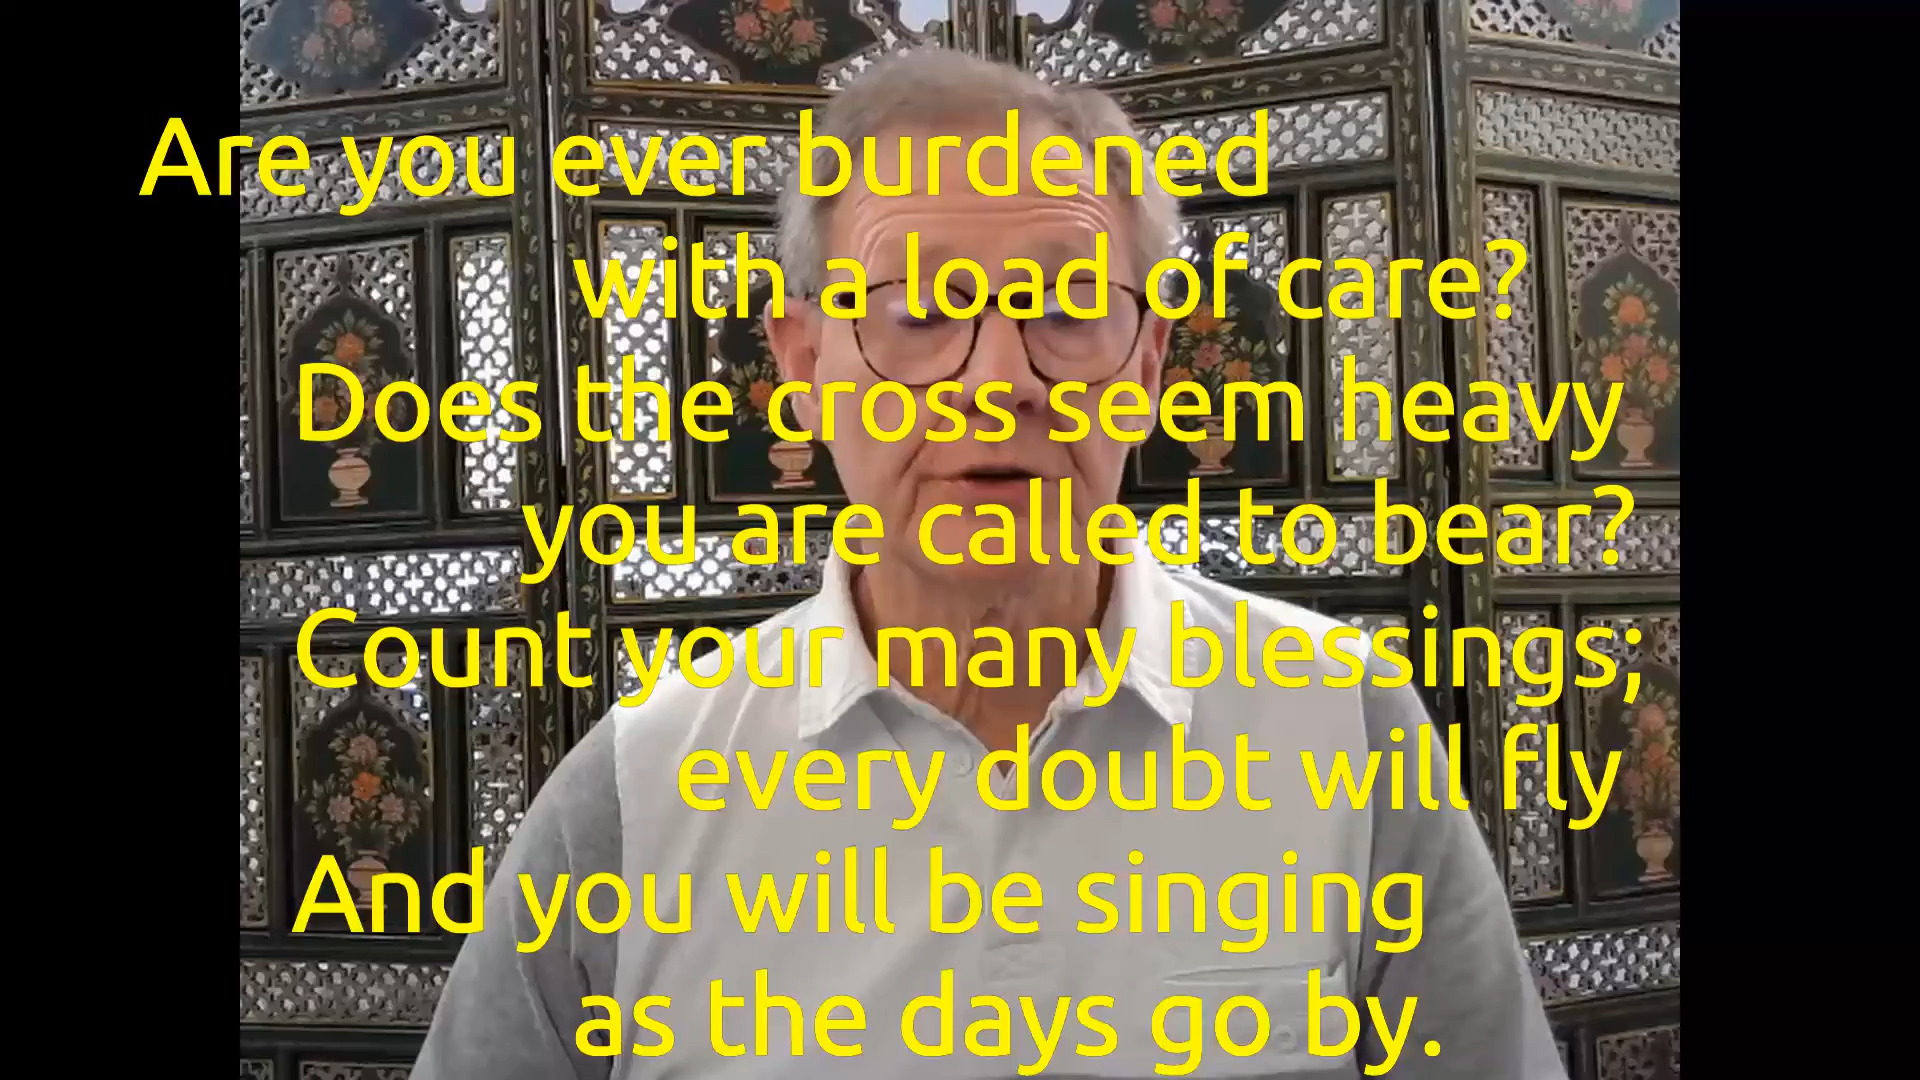 Are you ever burdened
with a load of care?
Does the cross seem heavy
you are called to bear?
Count your many blessings;
every doubt will fly
And you will be singing
as the days go by.